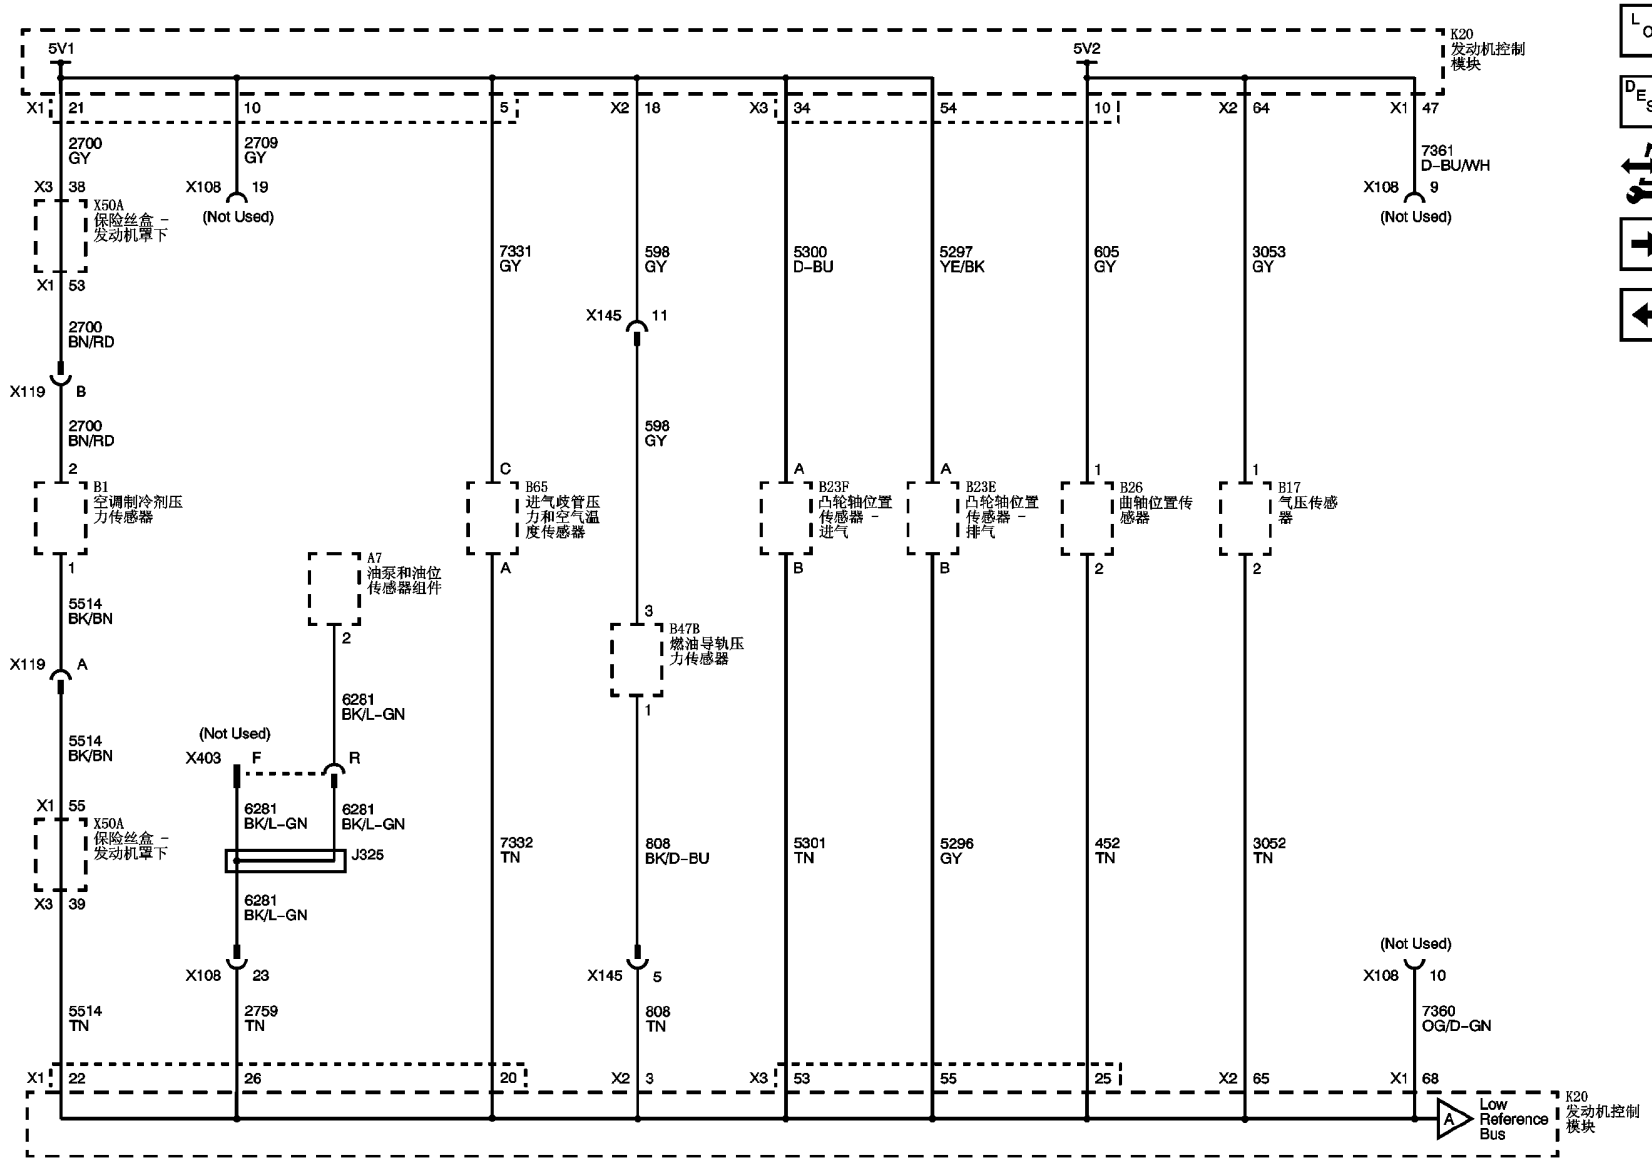 5V1
5V2
K20
发动机控制
模块
X1 21
10
5
X2 18
X3 34
54
10
X2 64
X1 47
2700
GY
2709
GY
7361
D-BU/WH
X3 38
X108 19
(Not Used)
X108 9
(Not Used)
X50A
保险丝盒 -
发动机罩下
7331
GY
598
GY
5300
D-BU
5297
YE/BK
605
GY
3053
GY
X1 53
X145 11
2700
BN/RD
X119 B
2700
BN/RD
598
GY
2
C
A
A
1
1
B1
空调制冷剂压
力传感器
B65
进气歧管压
力和空气温
度传感器
B23F
凸轮轴位置
传感器 -
进气
B23E
凸轮轴位置
传感器 -
排气
B26
曲轴位置传
感器
B17
气压传感
器
1
A
B
B
2
2
A7
油泵和油位
传感器组件
5514
BK/BN
2
3
B47B
燃油导轨压
力传感器
X119 A
6281
BK/L-GN
1
5514
BK/BN
(Not Used)
X403 F
R
X1 55
6281
BK/L-GN
6281
BK/L-GN
X50A
保险丝盒 -
发动机罩下
J325
7332
TN
808
BK/D-BU
5301
TN
5296
GY
452
TN
3052
TN
X3 39
6281
BK/L-GN
(Not Used)
X108 23
X145 5
X108 10
5514
TN
2759
TN
808
TN
7360
OG/D-GN
X1 22
26
20
X2 3
X3 53
55
25
X2 65
X1 68
A
Low
Reference
Bus
K20
发动机控制
模块
L
O
D
E
S